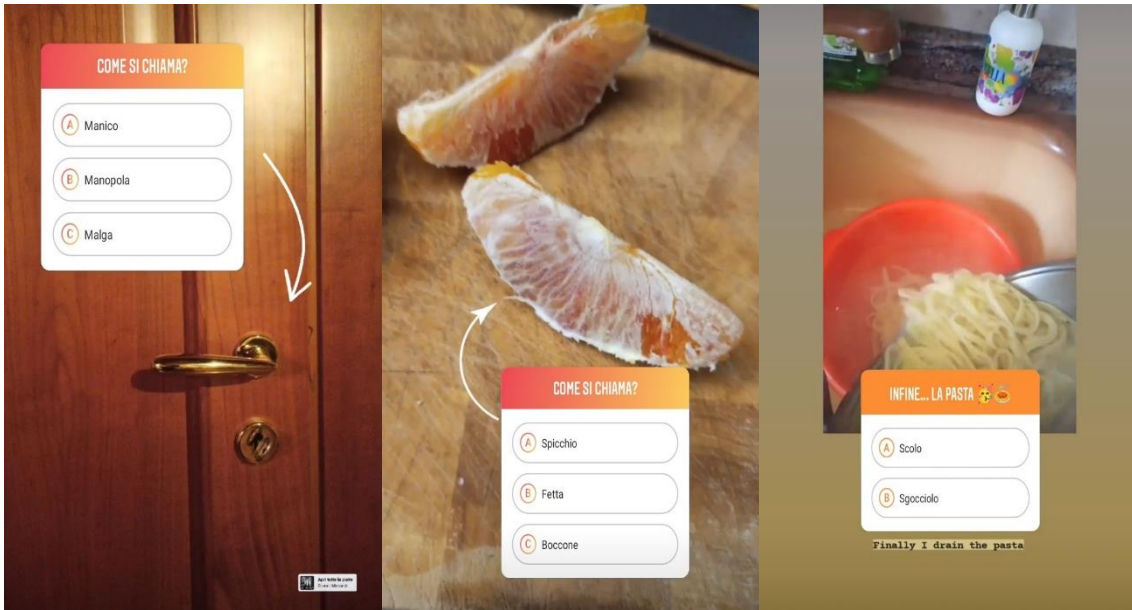 COME SI CHIAMA?
A Manico
B Manopola
C Malga
COME SI CHIAMA?
A Spicchio
B Fetta
C Boccone
INFINE... LA PASTA 🥳🍝
A Scolo
B Sgocciolo
Finally I drain the pasta